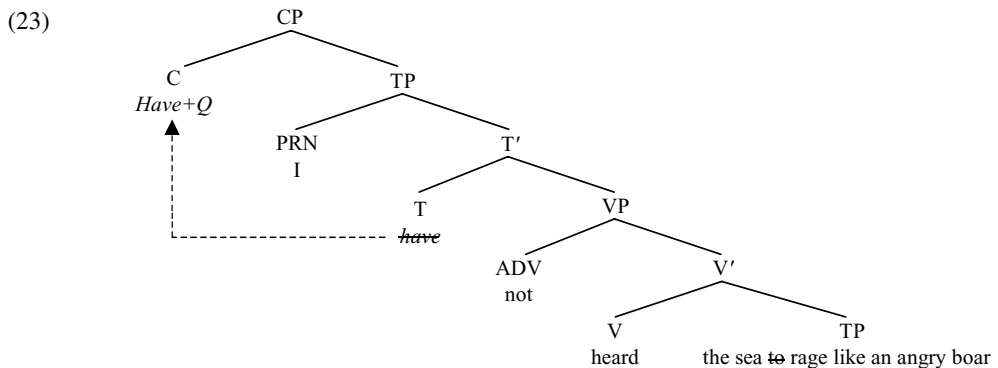 (23)
CP
C
TP
Have+Q
PRN
T′
I
T
VP
have
ADV
V′
not
V
TP
heard
the sea to rage like an angry boar